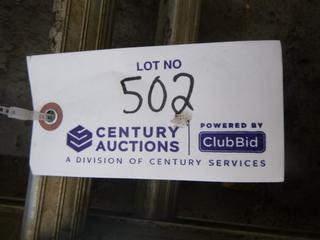 LOT NO
502
CENTURY
AUCTIONS
POWERED BY
ClubBid
A DIVISION OF CENTURY SERVICES